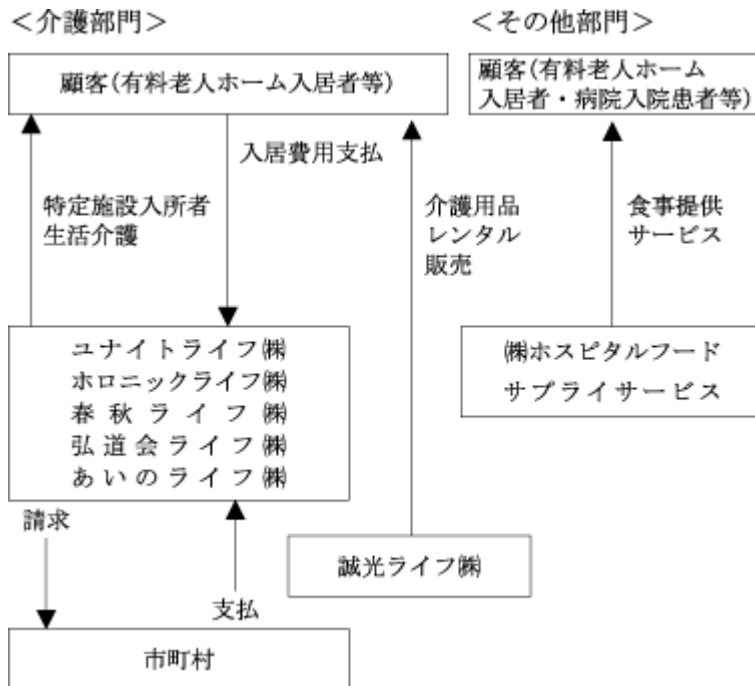 <介護部門>
<その他部門>
顧客(有料老人ホーム入居者等)
顧客(有料老人ホーム
入居者・病院入院患者等)
入居費用支払
特定施設入所者
生活介護
介護用品
レンタル
販売
食事提供
サービス
ユナイトライフ㈱
ホロニックライフ㈱
春秋ライフ㈱
弘道会ライフ㈱
あいのライフ㈱
㈱ホスピタルフード
サプライサービス
請求
支払
誠光ライフ㈱
市町村